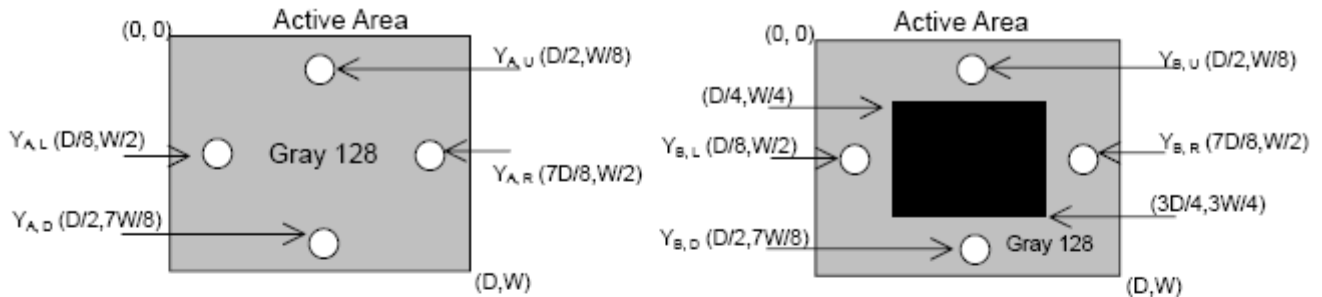 Active Area
(0, 0)
Y_A, U (D/2,W/8)
Y_A, L (D/8,W/2)
Gray 128
Y_A, R (7D/8,W/2)
Y_A, D (D/2,7W/8)
(D,W)
Active Area
(0, 0)
Y_B, U (D/2,W/8)
(D/4,W/4)
Y_B, L (D/8,W/2)
Y_B, R (7D/8,W/2)
(3D/4,3W/4)
Y_B, D (D/2,7W/8)
Gray 128
(D,W)